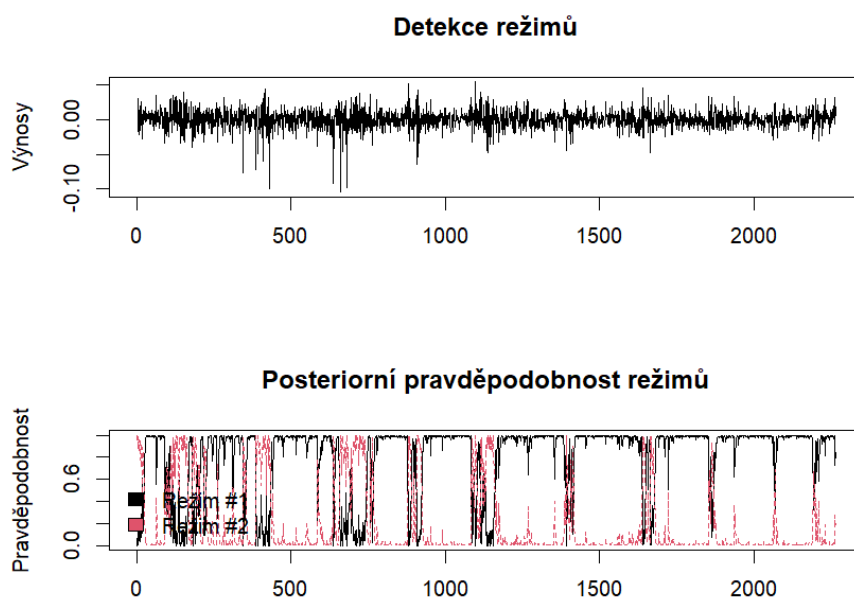 Detekce režimů
Výnosy
0.00
-0.10
0
500
1000
1500
2000
Posteriorní pravděpodobnost režimů
Pravděpodobnost
0.6
0.0
Režim #1
Režim #2
0
500
1000
1500
2000